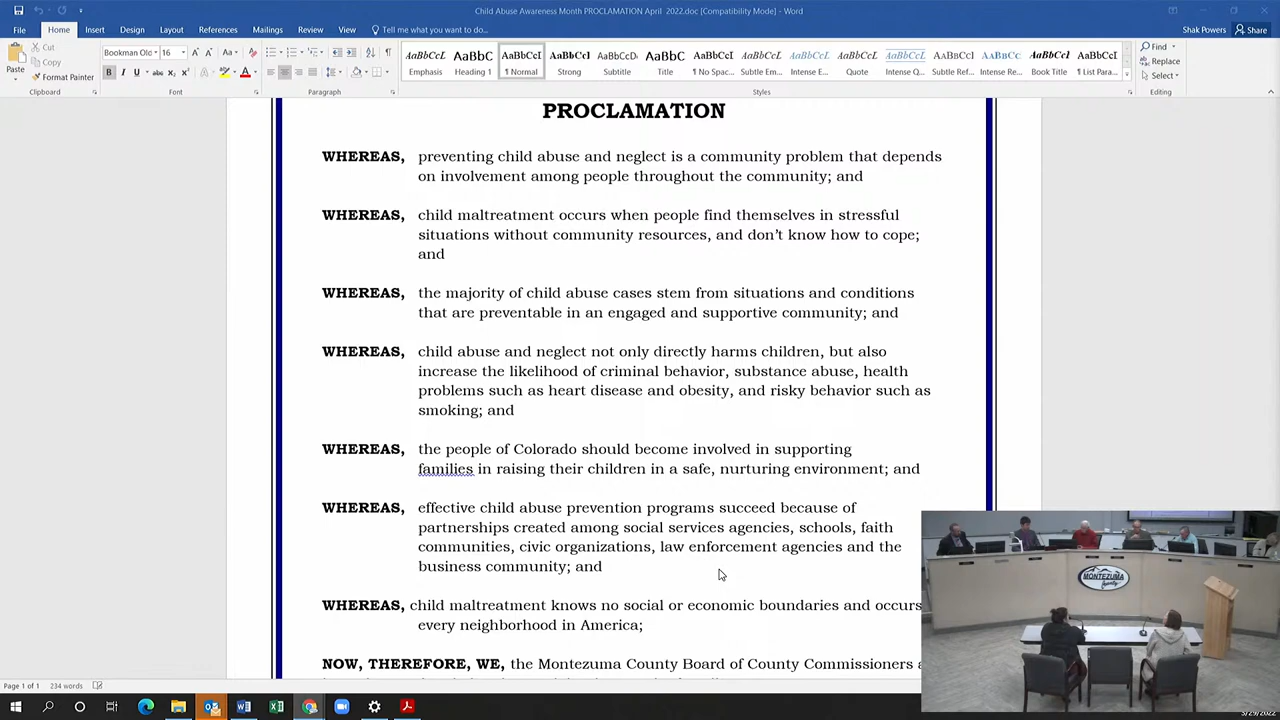 Child Abuse Awareness Month PROCLAMATION April 2022.doc [Compatibility Mode] - Word
File Home Insert Design Layout References Mailings Review View Tell me what you want to do... Shak Powers Share
Paste Cut Copy Format Painter
Bookman Old 16
AaBbCcI AaBbC AaBbCcI AaBbCcI AaBbCcD AaBbC AaBbCcI AaBbCcI AaBbCcI AaBbCcI AaBbCcI AaBbCcI AaBbCc AaBbCcI AaBbCcI
Emphasis Heading 1 ¶ Normal Strong Subtitle Title ¶ No Spac... Subtle Em... Intense E... Quote Intense Q... Subtle Ref... Intense Re... Book Title ¶ List Para...
Find Replace Select
Clipboard Font Paragraph Styles Editing
PROCLAMATION
WHEREAS, preventing child abuse and neglect is a community problem that depends
on involvement among people throughout the community; and
WHEREAS, child maltreatment occurs when people find themselves in stressful
situations without community resources, and don't know how to cope;
and
WHEREAS, the majority of child abuse cases stem from situations and conditions
that are preventable in an engaged and supportive community; and
WHEREAS, child abuse and neglect not only directly harms children, but also
increase the likelihood of criminal behavior, substance abuse, health
problems such as heart disease and obesity, and risky behavior such as
smoking; and
WHEREAS, the people of Colorado should become involved in supporting
families in raising their children in a safe, nurturing environment; and
WHEREAS, effective child abuse prevention programs succeed because of
partnerships created among social services agencies, schools, faith
communities, civic organizations, law enforcement agencies and the
business community; and
WHEREAS, child maltreatment knows no social or economic boundaries and occurs
every neighborhood in America;
NOW, THEREFORE, WE, the Montezuma County Board of County Commissioners
MONTEZUMA
County
Page 1 of 1 234 words
3/29/2022